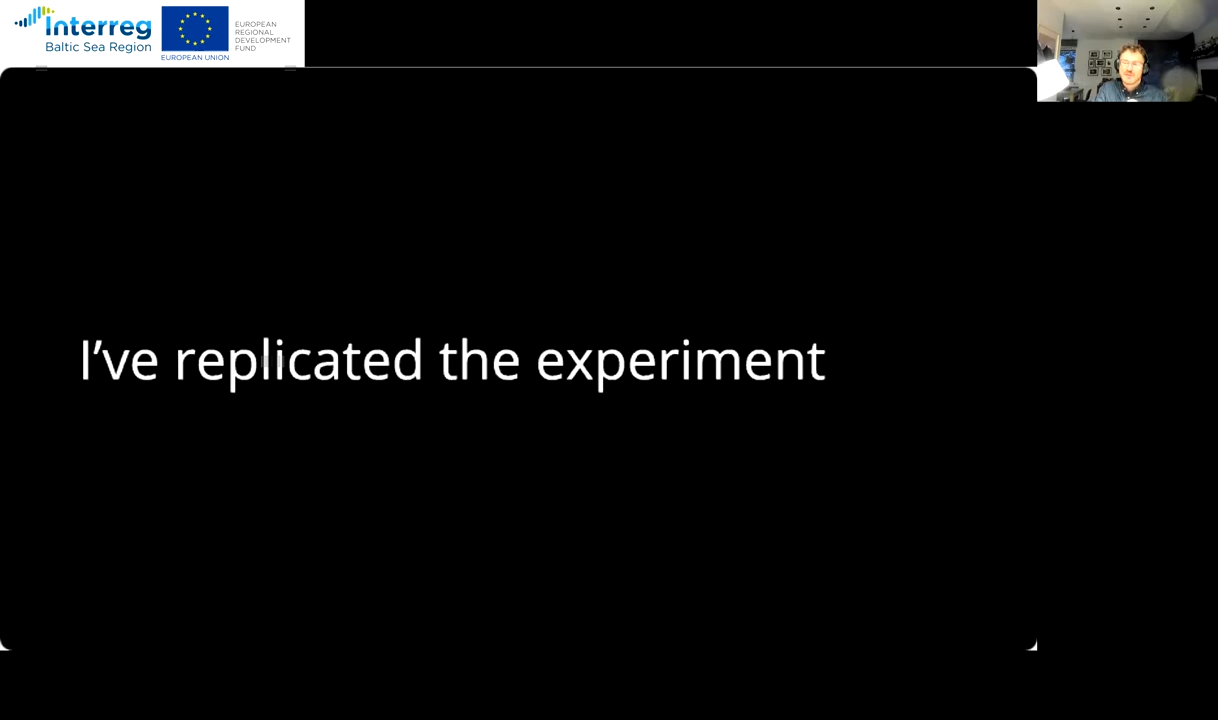 Interreg
Baltic Sea Region
EUROPEAN UNION
EUROPEAN
REGIONAL
DEVELOPMENT
FUND
I’ve replicated the experiment